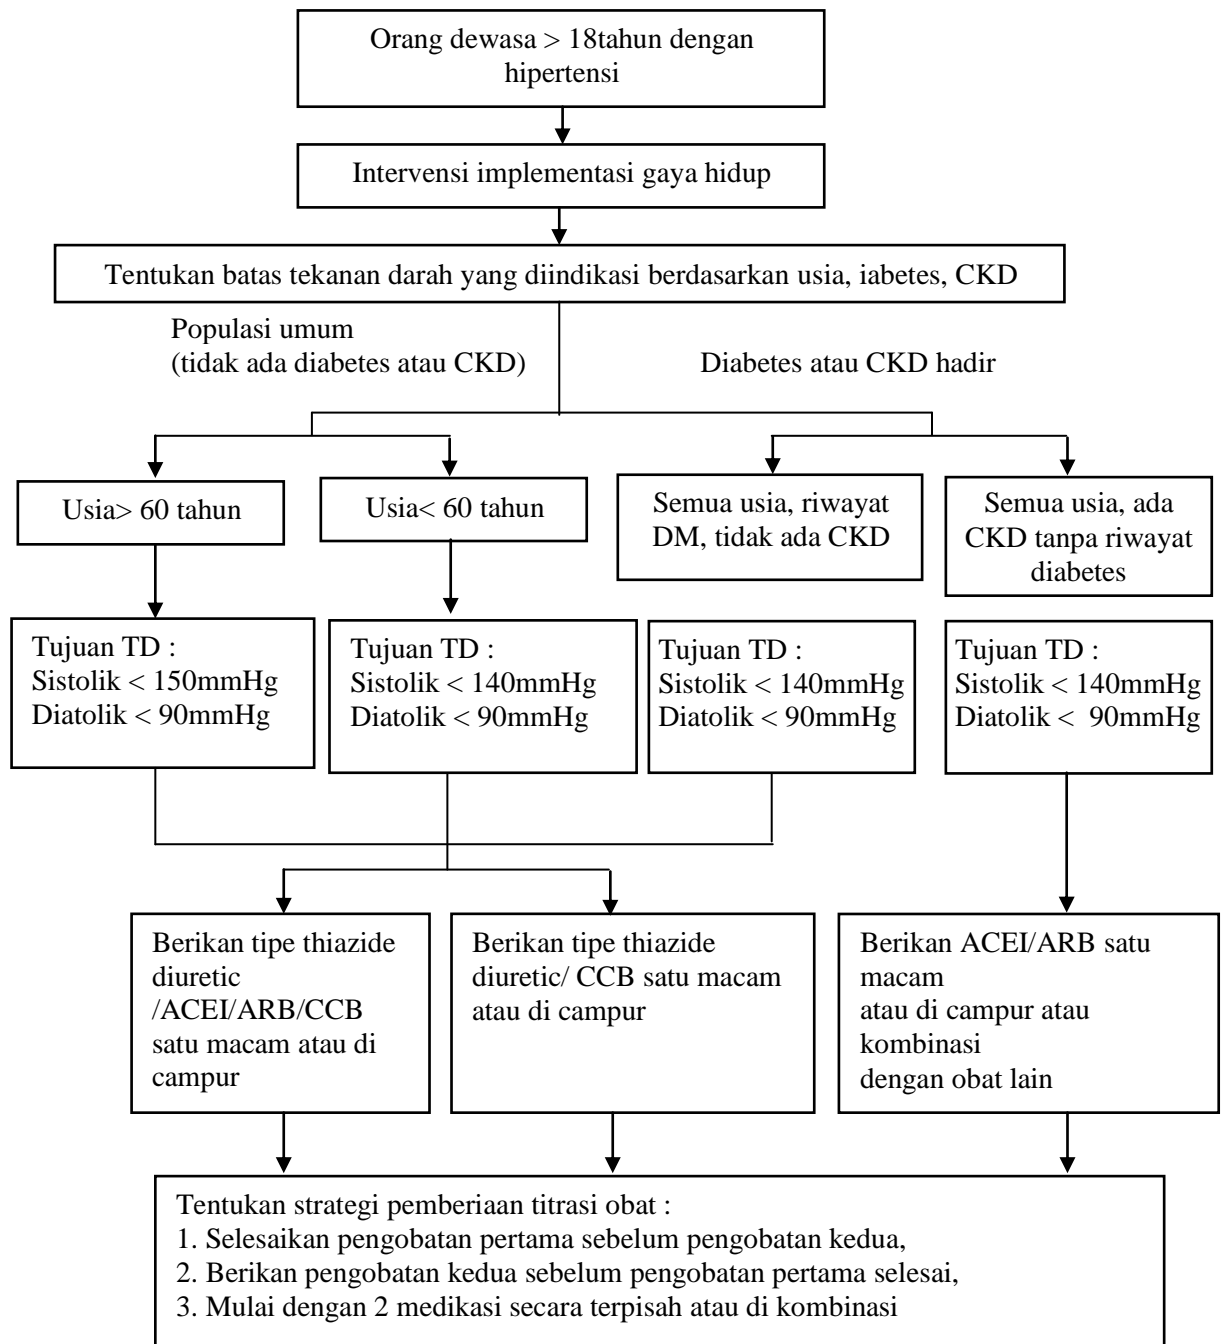 Orang dewasa > 18tahun dengan
hipertensi
Intervensi implementasi gaya hidup
Tentukan batas tekanan darah yang diindikasi berdasarkan usia, iabetes, CKD
Populasi umum
(tidak ada diabetes atau CKD)
Diabetes atau CKD hadir
Usia> 60 tahun
Usia< 60 tahun
Semua usia, riwayat
DM, tidak ada CKD
Semua usia, ada
CKD tanpa riwayat
diabetes
Tujuan TD :
Sistolik < 150mmHg
Diatolik < 90mmHg
Tujuan TD :
Sistolik < 140mmHg
Diatolik < 90mmHg
Tujuan TD :
Sistolik < 140mmHg
Diatolik < 90mmHg
Tujuan TD :
Sistolik < 140mmHg
Diatolik <  90mmHg
Berikan tipe thiazide
diuretic
/ACEI/ARB/CCB
satu macam atau di
campur
Berikan tipe thiazide
diuretic/ CCB satu macam
atau di campur
Berikan ACEI/ARB satu
macam
atau di campur atau
kombinasi
dengan obat lain
Tentukan strategi pemberiaan titrasi obat :
1. Selesaikan pengobatan pertama sebelum pengobatan kedua,
2. Berikan pengobatan kedua sebelum pengobatan pertama selesai,
3. Mulai dengan 2 medikasi secara terpisah atau di kombinasi